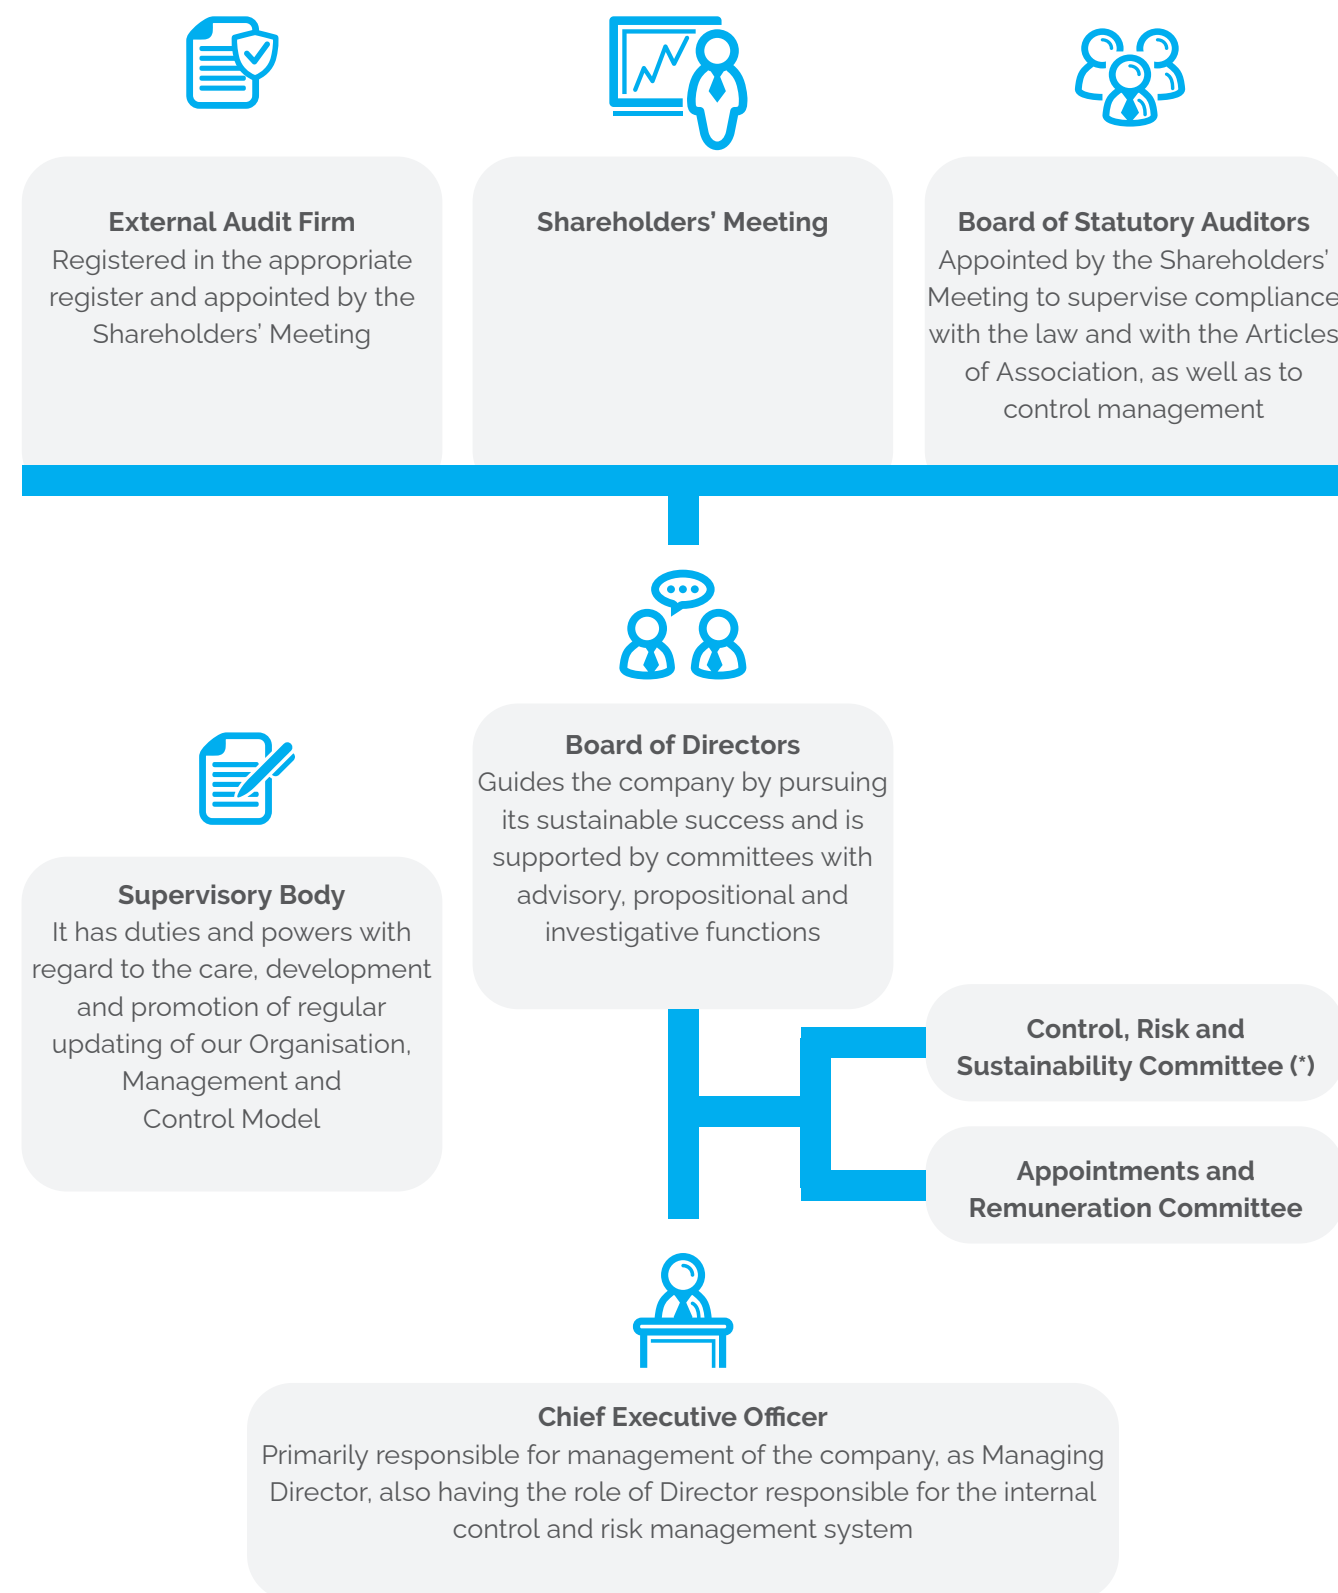 External Audit Firm
Registered in the appropriate
register and appointed by the
Shareholders’ Meeting
Shareholders’ Meeting
Board of Statutory Auditors
Appointed by the Shareholders’
Meeting to supervise compliance
with the law and with the Articles
of Association, as well as to
control management
Board of Directors
Guides the company by pursuing
its sustainable success and is
supported by committees with
advisory, propositional and
investigative functions
Supervisory Body
It has duties and powers with
regard to the care, development
and promotion of regular
updating of our Organisation,
Management and
Control Model
Control, Risk and
Sustainability Committee (*)
Appointments and
Remuneration Committee
Chief Executive Officer
Primarily responsible for management of the company, as Managing
Director, also having the role of Director responsible for the internal
control and risk management system